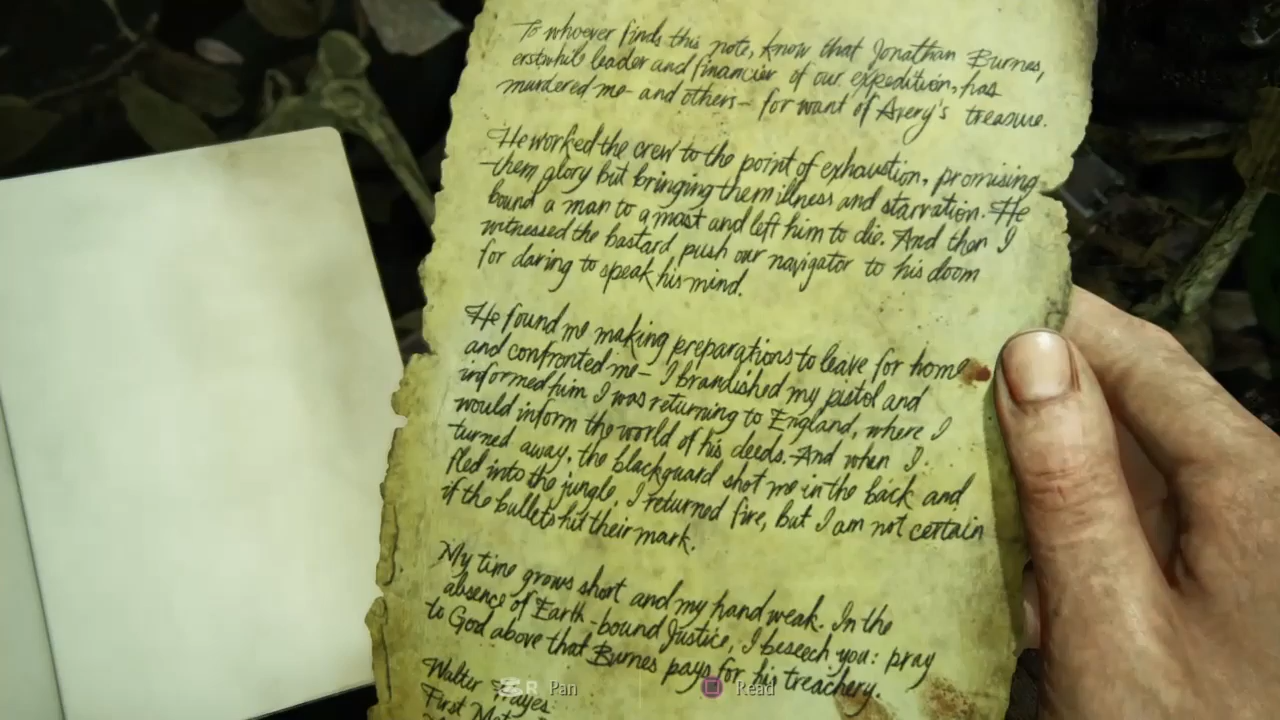 To whoever finds this note, know that Jonathan Burnes,
erstwhile leader and financier of our expedition, has
murdered me- and others- for want of Avery's treasure.
He worked the crew to the point of exhaustion, promising
them glory but bringing them illness and starvation. He
bound a man to a mast and left him to die. And then I
witnessed the bastard push our navigator to his doom
for daring to speak his mind.
He found me making preparations to leave for home
and confronted me- I brandished my pistol and
informed him I was returning to England, where I
would inform the world of his deeds. And when I
turned away, the blackguard shot me in the back and
fled into the jungle. I returned fire, but I am not certain
if the bullets hit their mark.
My time grows short and my hand weak. In the
absence of Earth-bound Justice, I beseech you: pray
to God above that Burnes pays for his treachery.
Walter
First
R Pan
Read